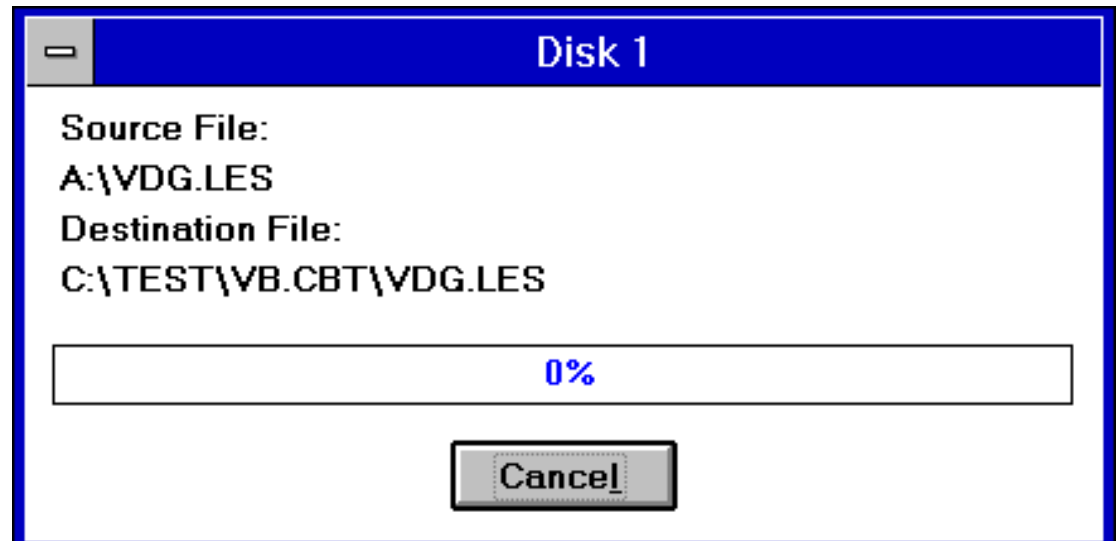 Disk 1
Source File:
A:\VDG.LES
Destination File:
C:\TEST\VB.CBT\VDG.LES
0%
Cancel